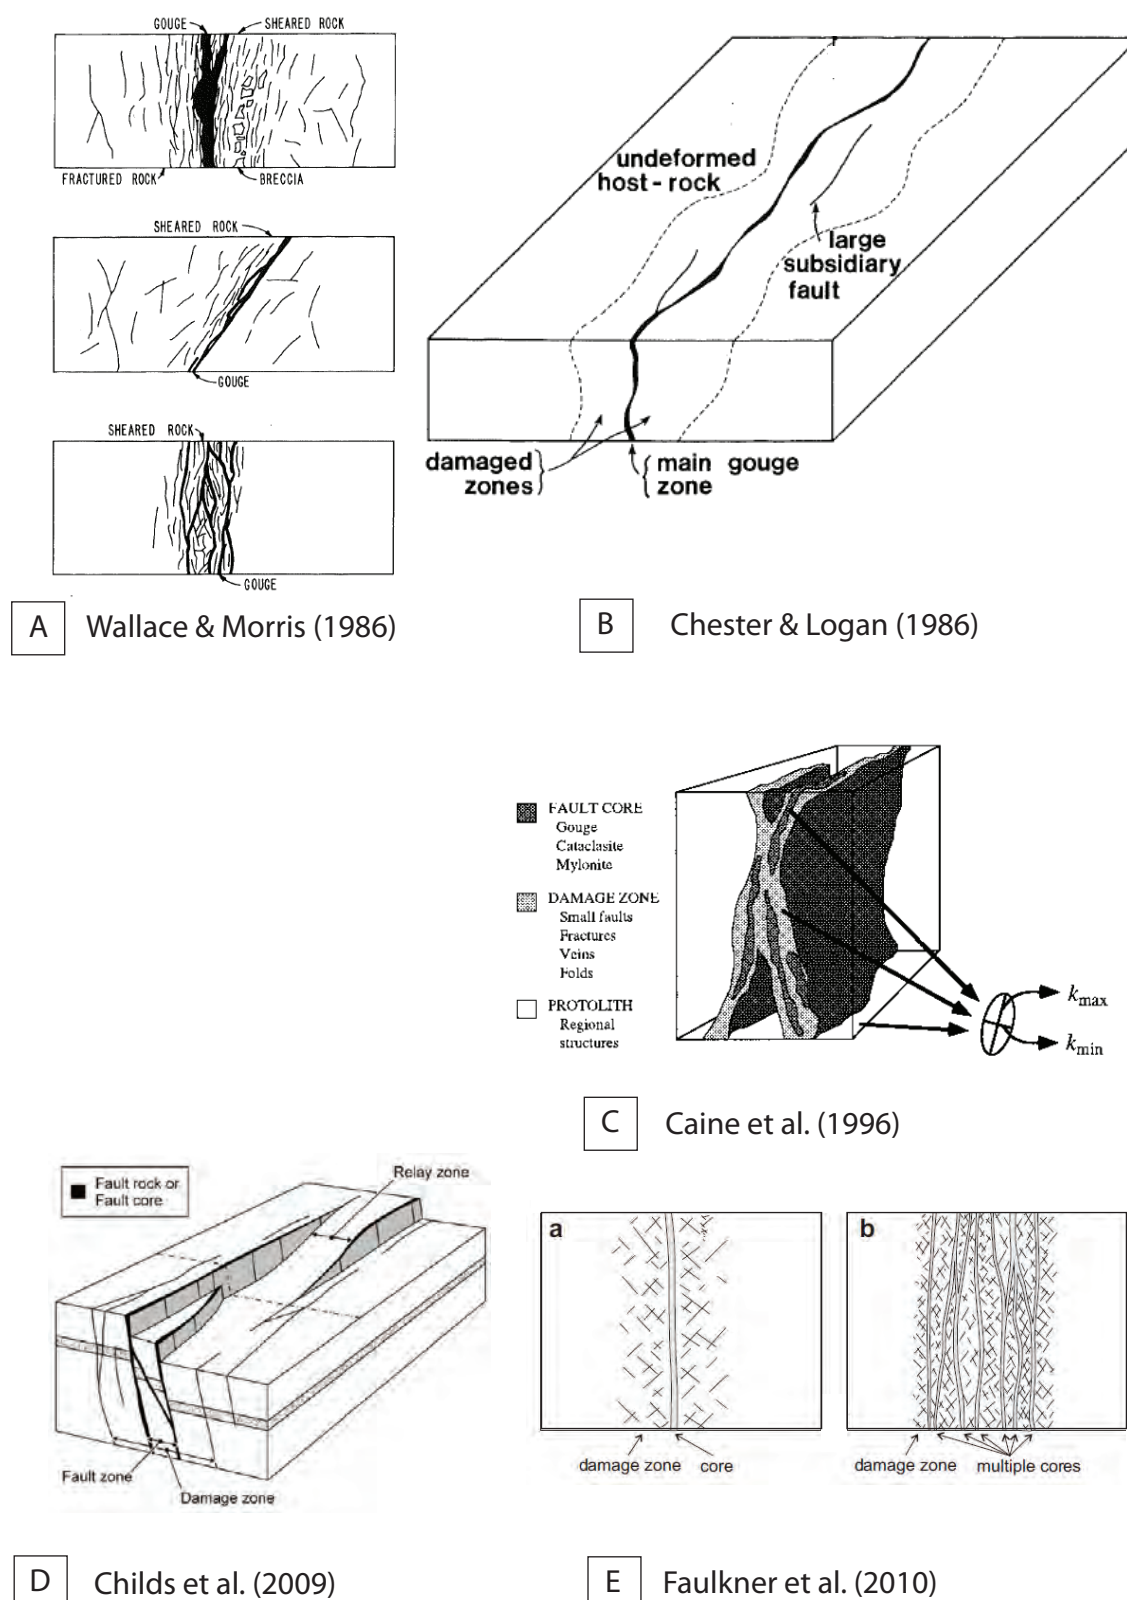 GOUGE
SHEARED ROCK
FRACTURED ROCK
BRECCIA
SHEARED ROCK
GOUGE
SHEARED ROCK
GOUGE
A Wallace & Morris (1986)
undeformed
host-rock
large
subsidiary
fault
damaged
zones
main gouge
zone
B Chester & Logan (1986)
FAULT CORE
Gouge
Cataclasite
Mylonite
DAMAGE ZONE
Small faults
Fractures
Veins
Folds
PROTOLITH
Regional
structures
kmax
kmin
C Caine et al. (1996)
Fault rock or
Fault core
Relay zone
Fault zone
Damage zone
D Childs et al. (2009)
a
damage zone
core
b
damage zone
multiple cores
E Faulkner et al. (2010)